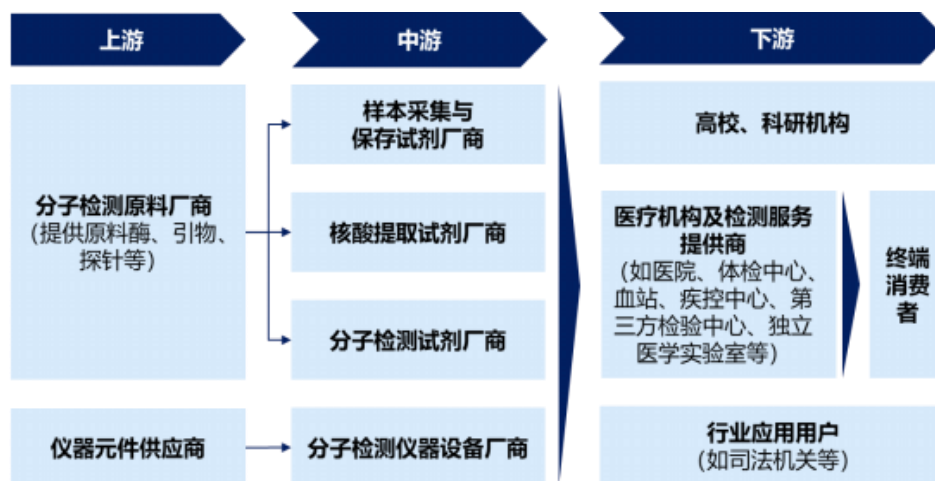 上游
中游
下游
分子检测原料厂商
(提供原料酶、引物、
探针等)
仪器元件供应商
样本采集与
保存试剂厂商
核酸提取试剂厂商
分子检测试剂厂商
分子检测仪器设备厂商
高校、科研机构
医疗机构及检测服务
提供商
(如医院、体检中心、
血站、疾控中心、第
三方检验中心、独立
医学实验室等)
终端
消费
者
行业应用用户
(如司法机关等)